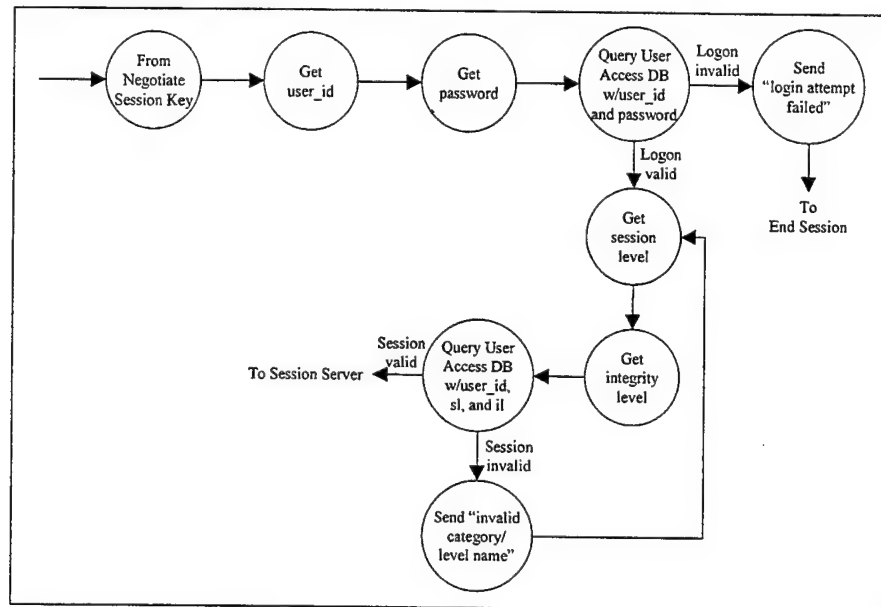 From
Negotiate
Session Key
Get
user_id
Get
password
Query User
Access DB
w/user_id
and password
Logon
invalid
Send
"login attempt
failed"
Logon
valid
To
End Session
Get
session
level
Get
integrity
level
Query User
Access DB
w/user_id,
sl, and il
Session
valid
To Session Server
Session
invalid
Send "invalid
category/
level name"